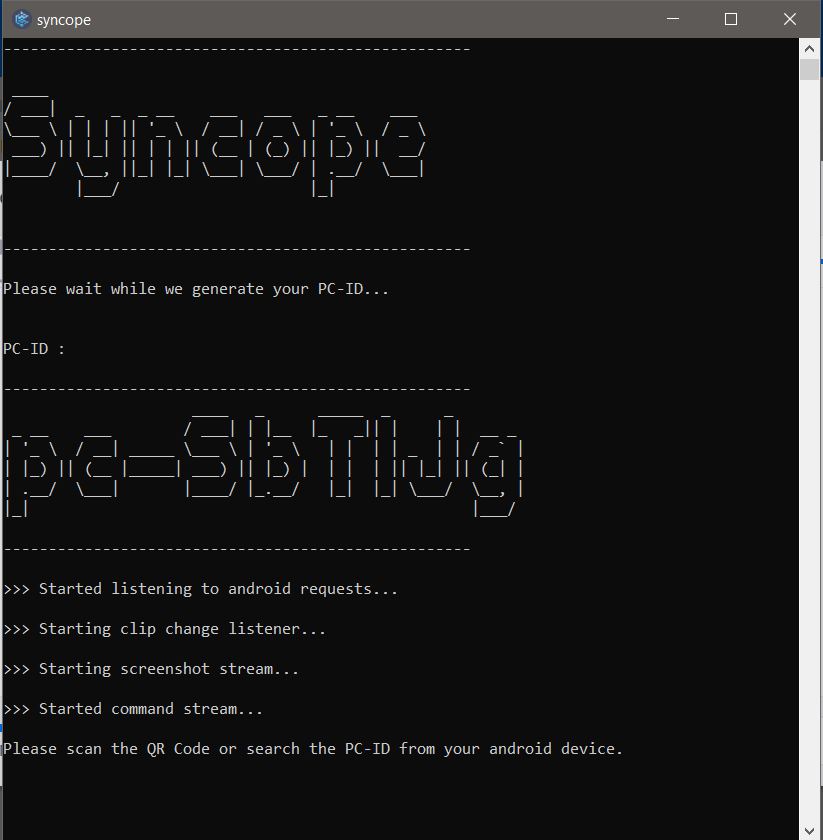 syncope
----------------------------------------------------
Syncope
----------------------------------------------------
Please wait while we generate your PC-ID...
PC-ID :
----------------------------------------------------
pc-SbTlJg
----------------------------------------------------
>>> Started listening to android requests...
>>> Starting clip change listener...
>>> Starting screenshot stream...
>>> Started command stream...
Please scan the QR Code or search the PC-ID from your android device.